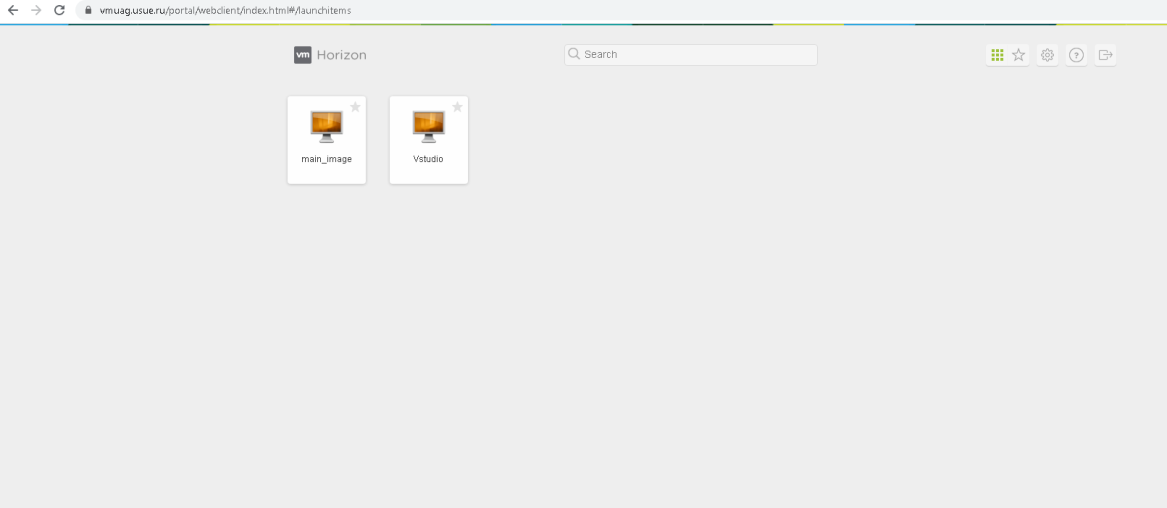 vmuag.usue.ru/portal/webclient/index.html#/launchitems
vm Horizon
Search
?
main_image
Vstudio